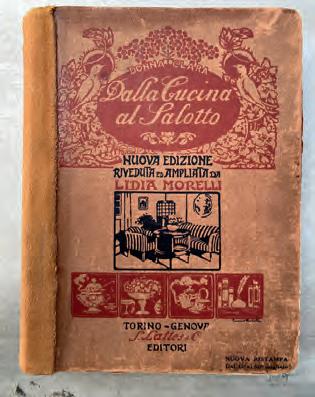 DONNA CLARA
Dalla Cucina
al Salotto
NUOVA EDIZIONE
RIVEDUTA ED AMPLIATA DA
LIDIA MORELLI
TORINO-GENOVA
S. Lattes & C.
EDITORI
NUOVA RISTAMPA